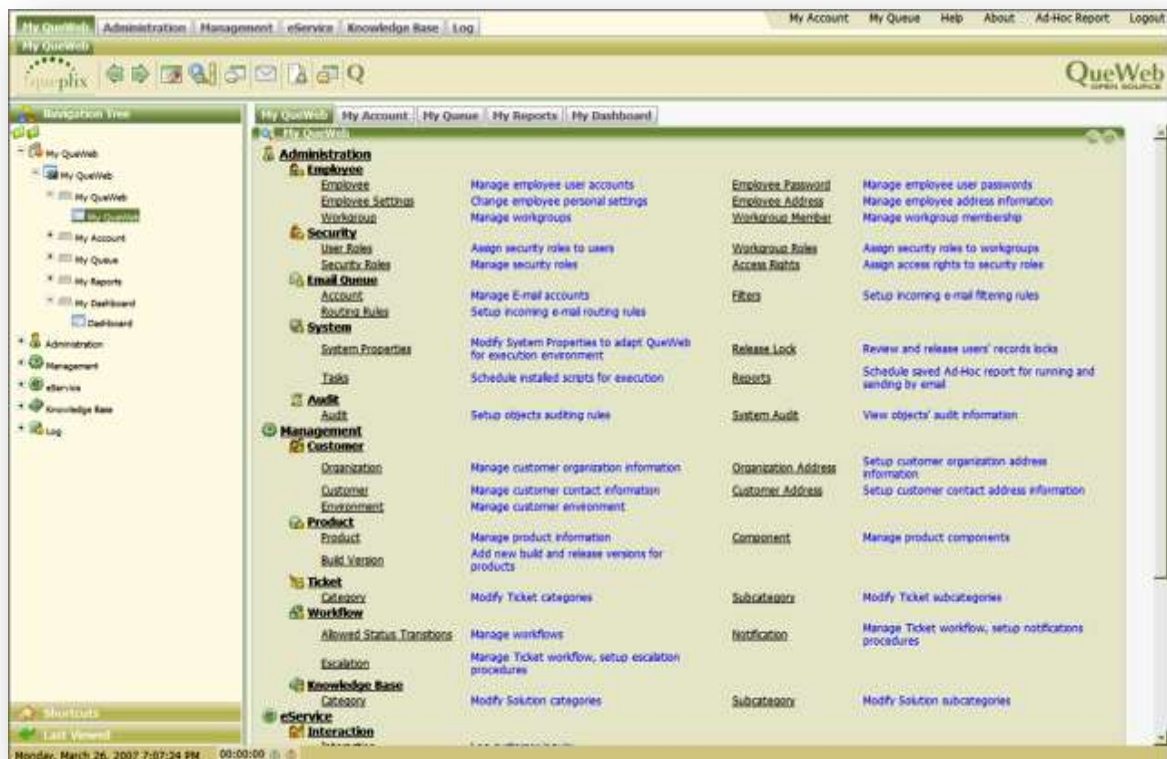 My QueWeb Administration Management eService Knowledge Base Log
My Account My Queue Help About Ad-Hoc Report Logout
My QueWeb
queplix
Q
QueWeb
OPEN SOURCE
Navigation Tree
My QueWeb
My QueWeb
My QueWeb
My QueWeb
My Account
My Queue
My Reports
My Dashboard
Dashboard
Administration
Management
eService
Knowledge Base
Log
Shortcuts
Last Viewed
My QueWeb My Account My Queue My Reports My Dashboard
My QueWeb
Administration
Employee
Employee Manage employee user accounts Employee Password Manage employee user passwords
Employee Settings Change employee personal settings Employee Address Manage employee address information
Workgroup Manage workgroups Workgroup Member Manage workgroup membership
Security
User Roles Assign security roles to users Workgroup Roles Assign security roles to workgroups
Security Roles Manage security roles Access Rights Assign access rights to security roles
Email Queue
Account Manage E-mail accounts Filters Setup incoming e-mail filtering rules
Routing Rules Setup incoming e-mail routing rules
System
System Properties Modify System Properties to adapt QueWeb for execution environment Release Lock Review and release users' records locks
Tasks Schedule installed scripts for execution Reports Schedule saved Ad-Hoc report for running and sending by email
Audit
Audit Setup objects auditing rules System Audit View objects' audit information
Management
Customer
Organization Manage customer organization information Organization Address Setup customer organization address information
Customer Manage customer contact information Customer Address Setup customer contact address information
Environment Manage customer environment
Product
Product Manage product information Component Manage product components
Build Version Add new build and release versions for products
Ticket
Category Modify Ticket categories Subcategory Modify Ticket subcategories
Workflow
Allowed Status Transitions Manage workflows Notification Manage Ticket workflow, setup notifications procedures
Escalation Manage Ticket workflow, setup escalation procedures
Knowledge Base
Category Modify Solution categories Subcategory Modify Solution subcategories
eService
Interaction
Monday, March 26, 2007 7:07:24 PM 00:00:00